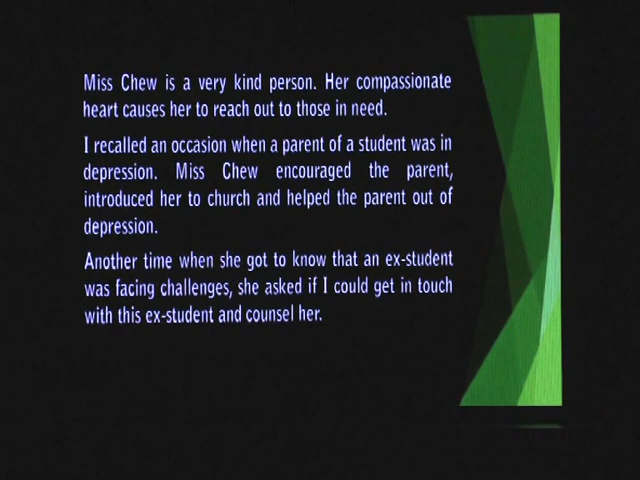 Miss Chew is a very kind person. Her compassionate
heart causes her to reach out to those in need.
I recalled an occasion when a parent of a student was in
depression. Miss Chew encouraged the parent,
introduced her to church and helped the parent out of
depression.
Another time when she got to know that an ex-student
was facing challenges, she asked if I could get in touch
with this ex-student and counsel her.